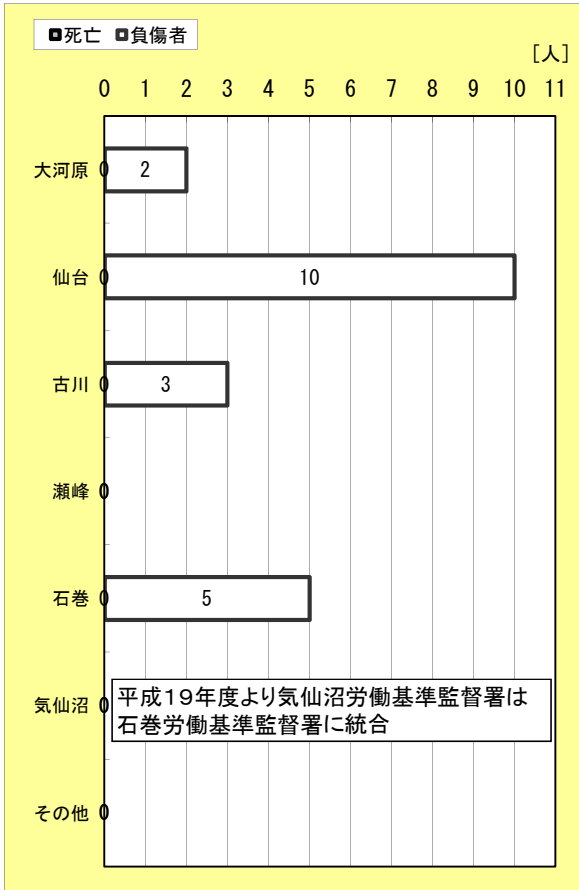 死亡 負傷者
[人]
0 1 2 3 4 5 6 7 8 9 10 11
大河原 0 2
仙台 0 10
古川 0 3
瀬峰 0
石巻 0 5
気仙沼 0
平成19年度より気仙沼労働基準監督署は
石巻労働基準監督署に統合
その他 0